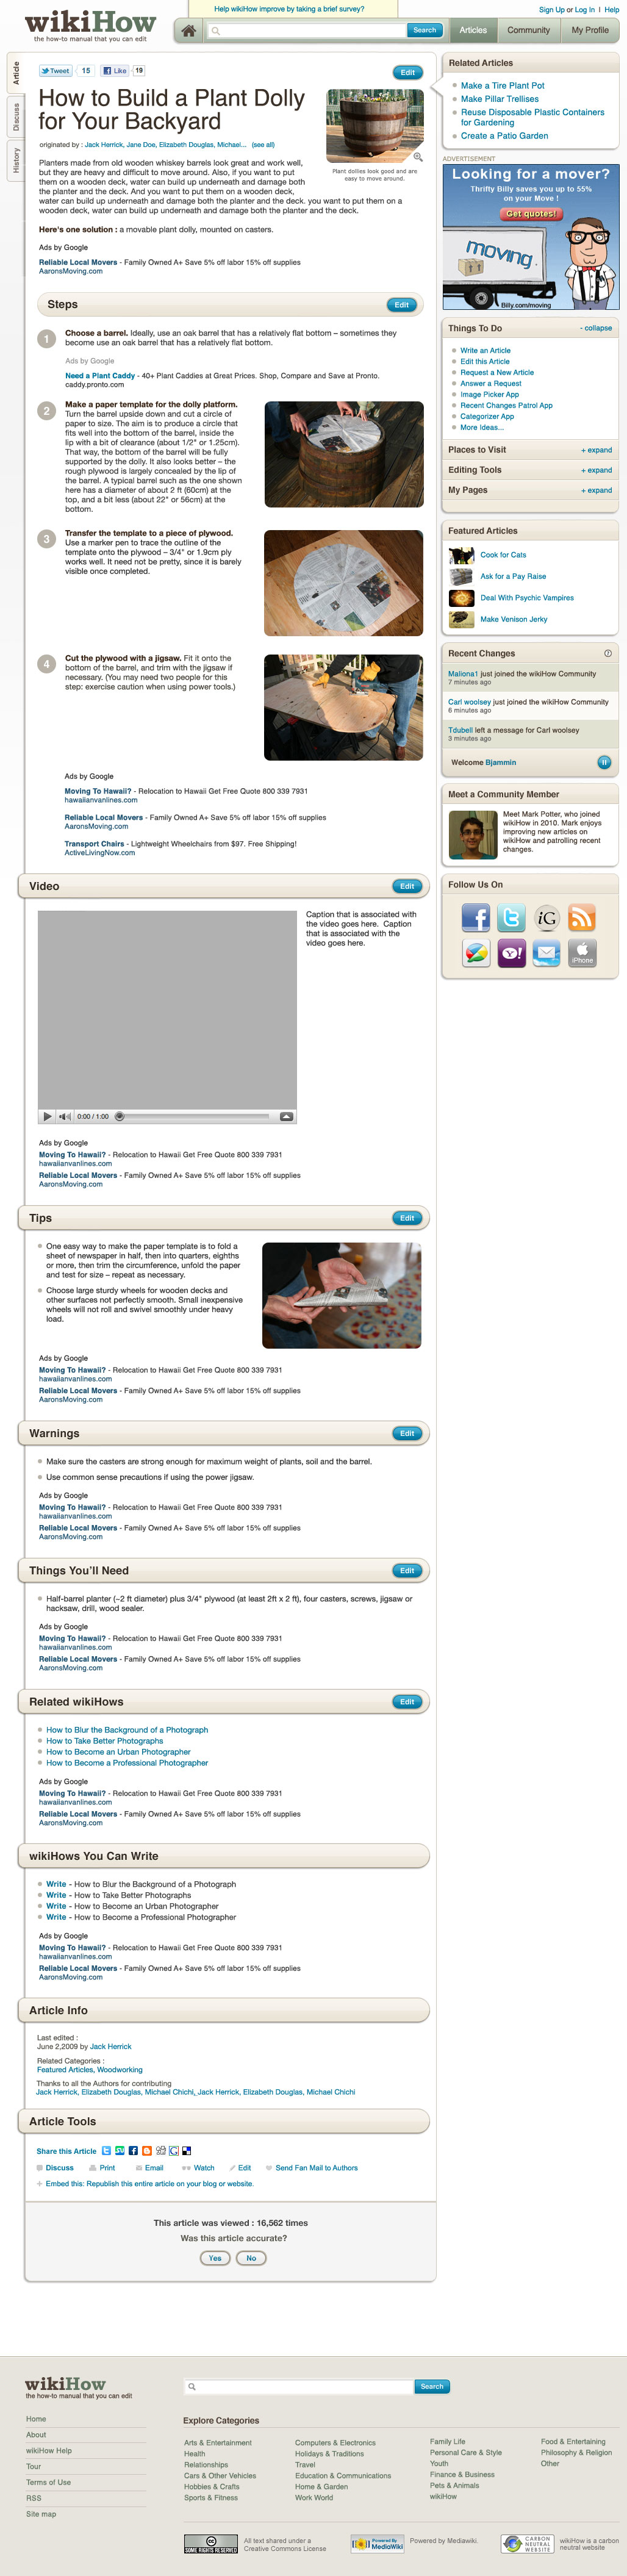 Help wikiHow improve by taking a brief survey?
Sign Up or Log In | Help
wikiHow
the how-to manual that you can edit
Search
Articles
Community
My Profile
Article
Discuss
History
Tweet
15
Like
19
Edit
How to Build a Plant Dolly
for Your Backyard
originated by : Jack Herrick, Jane Doe, Elizabeth Douglas, Michael... (see all)
Planters made from old wooden whiskey barrels look great and work well,
but they are heavy and difficult to move around. Also, if you want to put
them on a wooden deck, water can build up underneath and damage both
the planter and the deck. And you want to put them on a wooden deck,
water can build up underneath and damage both the planter and the deck. you want to put them on a
wooden deck, water can build up underneath and damage both the planter and the deck.
Plant dollies look good and are
easy to move around.
Here's one solution : a movable plant dolly, mounted on casters.
Ads by Google
Reliable Local Movers - Family Owned A+ Save 5% off labor 15% off supplies
AaronsMoving.com
Steps
Edit
1
Choose a barrel. Ideally, use an oak barrel that has a relatively flat bottom – sometimes they
become use an oak barrel that has a relatively flat bottom.
Ads by Google
Need a Plant Caddy - 40+ Plant Caddies at Great Prices. Shop, Compare and Save at Pronto.
caddy.pronto.com
2
Make a paper template for the dolly platform.
Turn the barrel upside down and cut a circle of
paper to size. The aim is to produce a circle that
fits well into the bottom of the barrel, inside the
lip with a bit of clearance (about 1/2" or 1.25cm).
That way, the bottom of the barrel will be fully
supported by the dolly. It also looks better – the
rough plywood is largely concealed by the lip of
the barrel. A typical barrel such as the one shown
here has a diameter of about 2 ft (60cm) at the
top, and a bit less (about 22" or 56cm) at the
bottom.
3
Transfer the template to a piece of plywood.
Use a marker pen to trace the outline of the
template onto the plywood – 3/4" or 1.9cm ply
works well. It need not be pretty, since it is barely
visible once completed.
4
Cut the plywood with a jigsaw. Fit it onto the
bottom of the barrel, and trim with the jigsaw if
necessary. (You may need two people for this
step: exercise caution when using power tools.)
Ads by Google
Moving To Hawaii? - Relocation to Hawaii Get Free Quote 800 339 7931
hawaiianvanlines.com
Reliable Local Movers - Family Owned A+ Save 5% off labor 15% off supplies
AaronsMoving.com
Transport Chairs - Lightweight Wheelchairs from $97. Free Shipping!
ActiveLivingNow.com
Video
Edit
Caption that is associated with
the video goes here. Caption
that is associated with the
video goes here.
0:00 / 1:00
Ads by Google
Moving To Hawaii? - Relocation to Hawaii Get Free Quote 800 339 7931
hawaiianvanlines.com
Reliable Local Movers - Family Owned A+ Save 5% off labor 15% off supplies
AaronsMoving.com
Tips
Edit
One easy way to make the paper template is to fold a
sheet of newspaper in half, then into quarters, eighths
or more, then trim the circumference, unfold the paper
and test for size – repeat as necessary.
Choose large sturdy wheels for wooden decks and
other surfaces not perfectly smooth. Small inexpensive
wheels will not roll and swivel smoothly under heavy
load.
Ads by Google
Moving To Hawaii? - Relocation to Hawaii Get Free Quote 800 339 7931
hawaiianvanlines.com
Reliable Local Movers - Family Owned A+ Save 5% off labor 15% off supplies
AaronsMoving.com
Warnings
Edit
Make sure the casters are strong enough for maximum weight of plants, soil and the barrel.
Use common sense precautions if using the power jigsaw.
Ads by Google
Moving To Hawaii? - Relocation to Hawaii Get Free Quote 800 339 7931
hawaiianvanlines.com
Reliable Local Movers - Family Owned A+ Save 5% off labor 15% off supplies
AaronsMoving.com
Things You'll Need
Edit
Half-barrel planter (~2 ft diameter) plus 3/4" plywood (at least 2ft x 2 ft), four casters, screws, jigsaw or
hacksaw, drill, wood sealer.
Ads by Google
Moving To Hawaii? - Relocation to Hawaii Get Free Quote 800 339 7931
hawaiianvanlines.com
Reliable Local Movers - Family Owned A+ Save 5% off labor 15% off supplies
AaronsMoving.com
Related wikiHows
Edit
How to Blur the Background of a Photograph
How to Take Better Photographs
How to Become an Urban Photographer
How to Become a Professional Photographer
Ads by Google
Moving To Hawaii? - Relocation to Hawaii Get Free Quote 800 339 7931
hawaiianvanlines.com
Reliable Local Movers - Family Owned A+ Save 5% off labor 15% off supplies
AaronsMoving.com
wikiHows You Can Write
Write - How to Blur the Background of a Photograph
Write - How to Take Better Photographs
Write - How to Become an Urban Photographer
Write - How to Become a Professional Photographer
Ads by Google
Moving To Hawaii? - Relocation to Hawaii Get Free Quote 800 339 7931
hawaiianvanlines.com
Reliable Local Movers - Family Owned A+ Save 5% off labor 15% off supplies
AaronsMoving.com
Article Info
Last edited :
June 2,2009 by Jack Herrick
Related Categories :
Featured Articles, Woodworking
Thanks to all the Authors for contributing
Jack Herrick, Elizabeth Douglas, Michael Chichi, Jack Herrick, Elizabeth Douglas, Michael Chichi
Article Tools
Share this Article
Discuss
Print
Email
Watch
Edit
Send Fan Mail to Authors
Embed this: Republish this entire article on your blog or website.
This article was viewed : 16,562 times
Was this article accurate?
Yes
No
Related Articles
Make a Tire Plant Pot
Make Pillar Trellises
Reuse Disposable Plastic Containers
for Gardening
Create a Patio Garden
ADVERTISEMENT
Looking for a mover?
Thrifty Billy saves you up to 55%
on your Move !
Get quotes!
moving
Billy.com/moving
Things To Do
- collapse
Write an Article
Edit this Article
Request a New Article
Answer a Request
Image Picker App
Recent Changes Patrol App
Categorizer App
More Ideas...
Places to Visit
+ expand
Editing Tools
+ expand
My Pages
+ expand
Featured Articles
Cook for Cats
Ask for a Pay Raise
Deal With Psychic Vampires
Make Venison Jerky
Recent Changes
Maliona1 just joined the wikiHow Community
7 minutes ago
Carl woolsey just joined the wikiHow Community
6 minutes ago
Tdubell left a message for Carl woolsey
3 minutes ago
Welcome Bjammin
Meet a Community Member
Meet Mark Potter, who joined
wikiHow in 2010. Mark enjoys
improving new articles on
wikiHow and patrolling recent
changes.
Follow Us On
iG
Y!
iPhone
wikiHow
the how-to manual that you can edit
Search
Home
About
wikiHow Help
Tour
Terms of Use
RSS
Site map
Explore Categories
Arts & Entertainment
Health
Relationships
Cars & Other Vehicles
Hobbies & Crafts
Sports & Fitness
Computers & Electronics
Holidays & Traditions
Travel
Education & Communications
Home & Garden
Work World
Family Life
Personal Care & Style
Youth
Finance & Business
Pets & Animals
wikiHow
Food & Entertaining
Philosophy & Religion
Other
cc
SOME RIGHTS RESERVED
All text shared under a
Creative Commons License
Powered By
MediaWiki
Powered by Mediawiki.
CARBON
NEUTRAL
WEBSITE
wikiHow is a carbon
neutral website